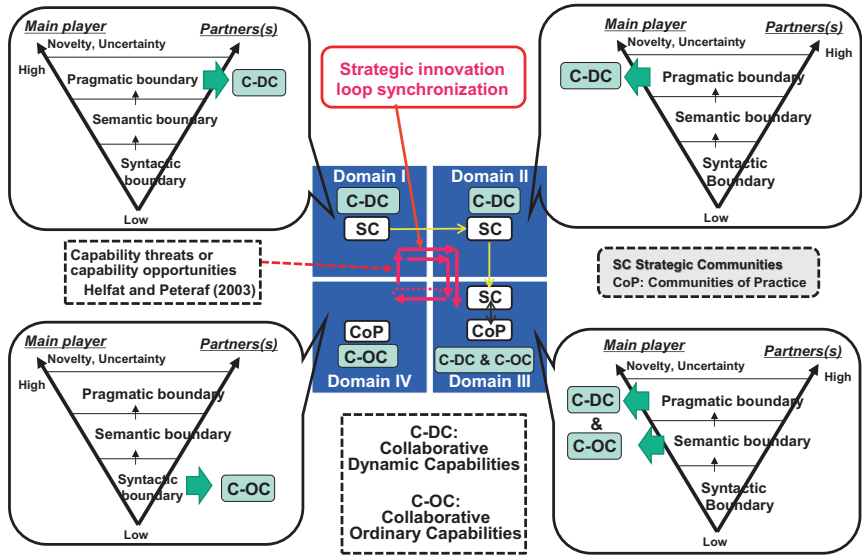 Main player
Partners(s)
Novelty, Uncertainty
High
Pragmatic boundary
C-DC
Semantic boundary
Syntactic
boundary
Low
Strategic innovation
loop synchronization
Main player
Partners(s)
Novelty, Uncertainty
High
C-DC
Pragmatic boundary
Semantic boundary
Syntactic
Boundary
Low
Domain I
C-DC
SC
Domain II
C-DC
SC
Capability threats or
capability opportunities
Helfat and Peteraf (2003)
SC Strategic Communities
CoP: Communities of Practice
SC
CoP
C-DC & C-OC
Domain III
CoP
C-OC
Domain IV
Main player
Partners(s)
Novelty, Uncertainty
High
Pragmatic boundary
Semantic boundary
Syntactic
boundary
C-OC
Low
C-DC:
Collaborative
Dynamic Capabilities
C-OC:
Collaborative
Ordinary Capabilities
Main player
Partners(s)
Novelty, Uncertainty
High
C-DC
&
C-OC
Pragmatic boundary
Semantic boundary
Syntactic
Boundary
Low